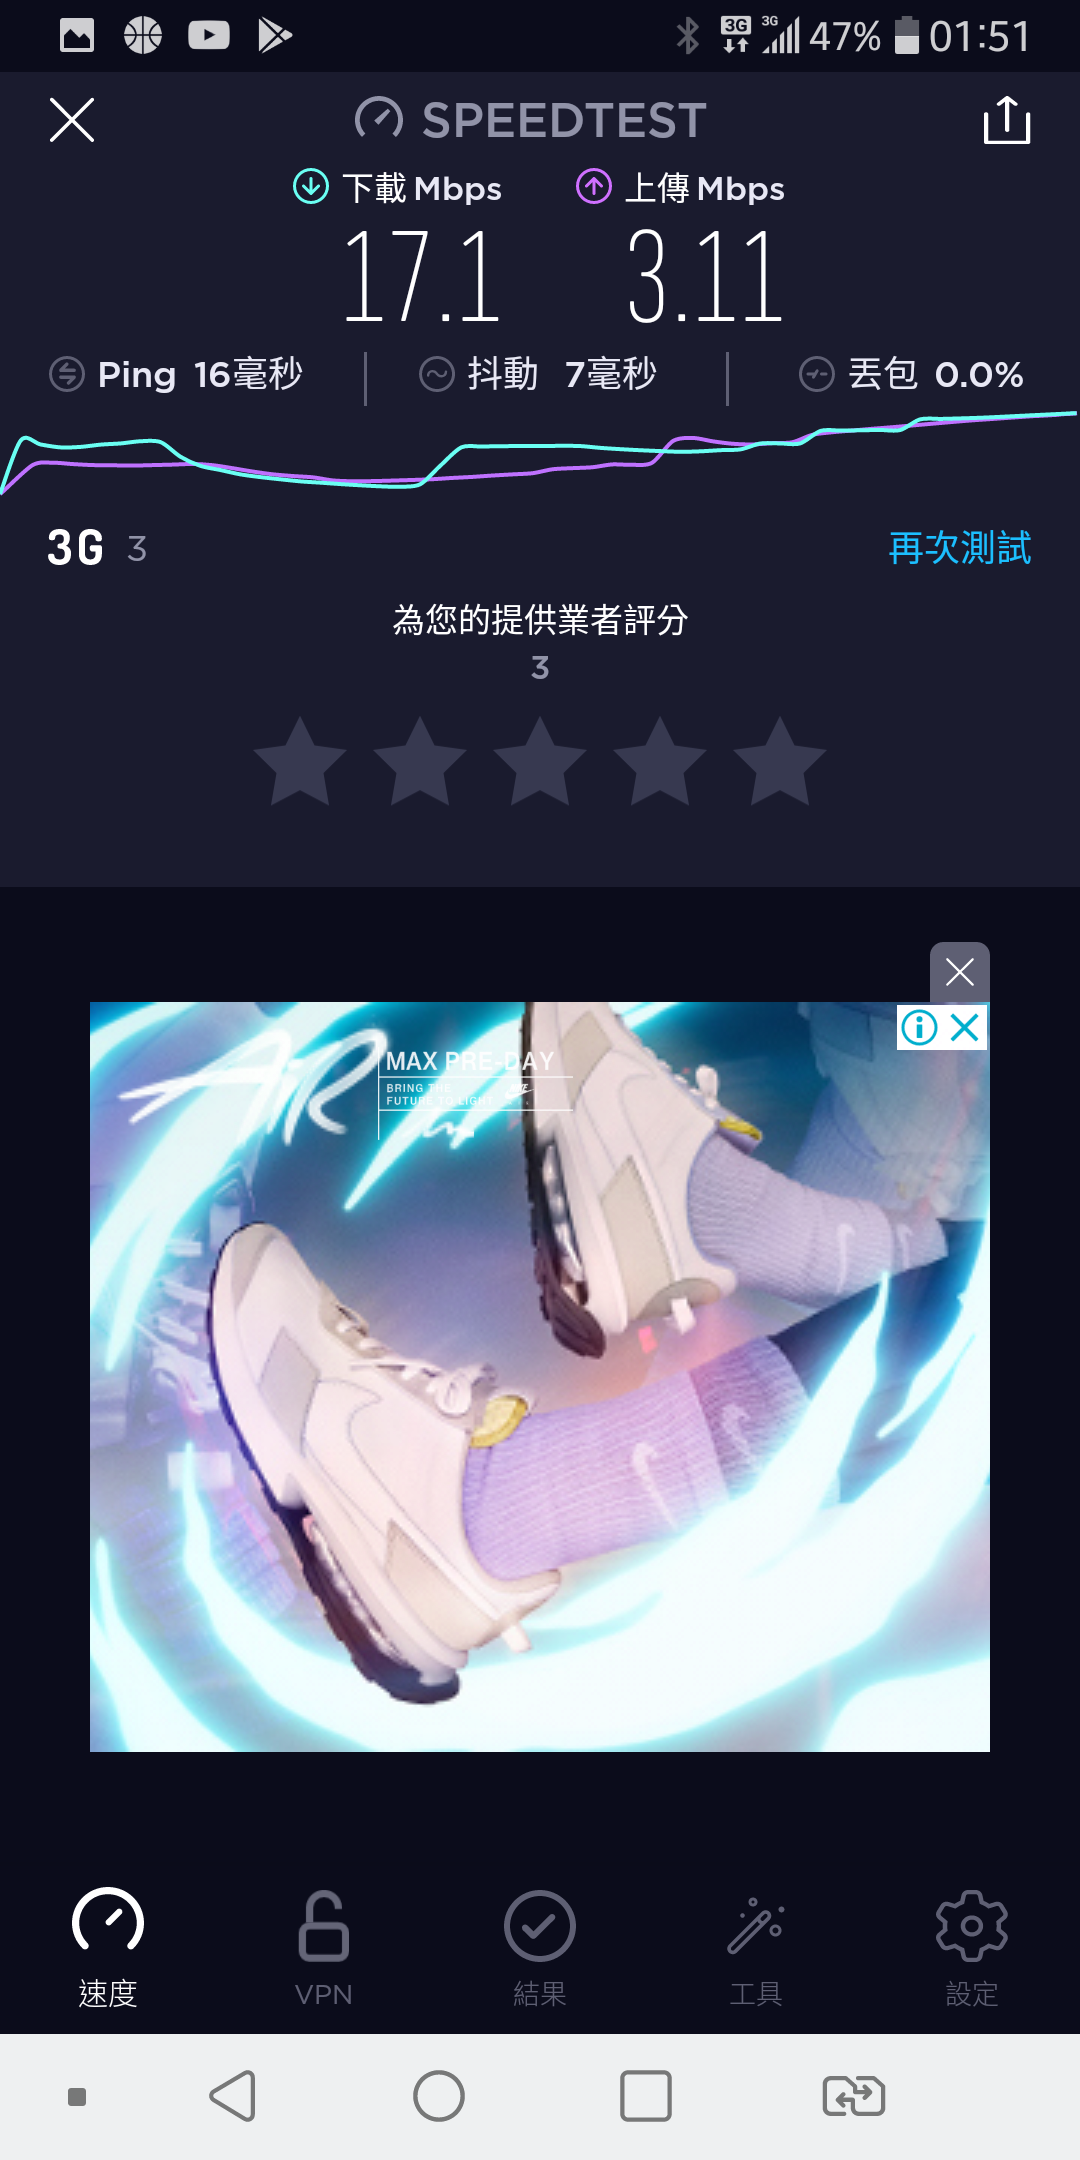 3G 3G 47% 01:51
SPEEDTEST
下載 Mbps 上傳 Mbps
17.1 3.11
Ping 16毫秒 抖動 7毫秒 丟包 0.0%
3G 3 再次測試
為您的提供業者評分
3
AIR
MAX PRE-DAY
BRING THE
FUTURE TO LIGHT
速度 VPN 結果 工具 設定